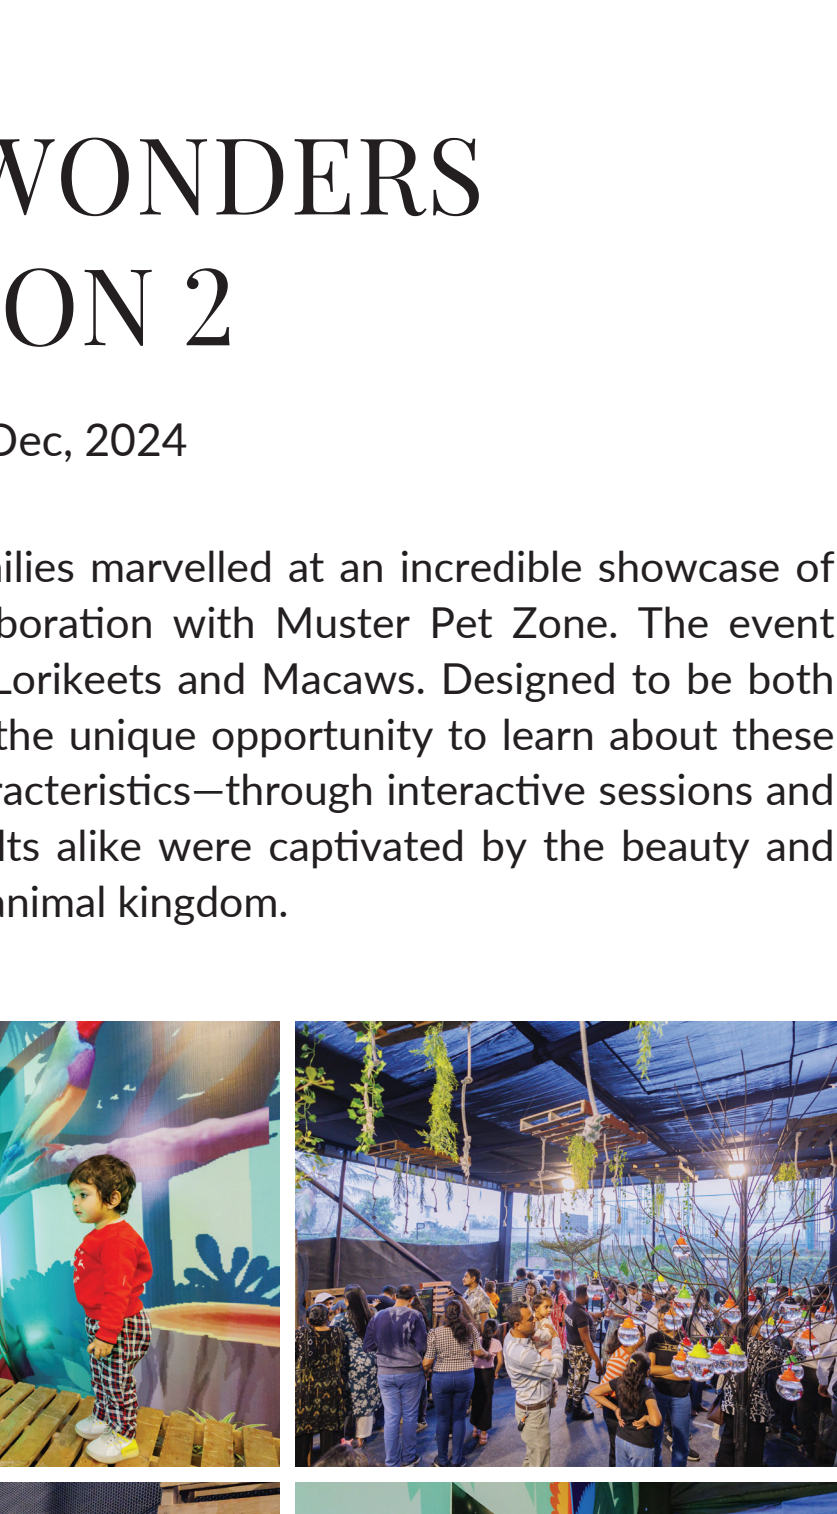 WONDERS
ON 2
Dec, 2024
ilies marvelled at an incredible showcase of
boration with Muster Pet Zone. The event
Lorikeets and Macaws. Designed to be both
the unique opportunity to learn about these
racteristics—through interactive sessions and
lts alike were captivated by the beauty and
animal kingdom.